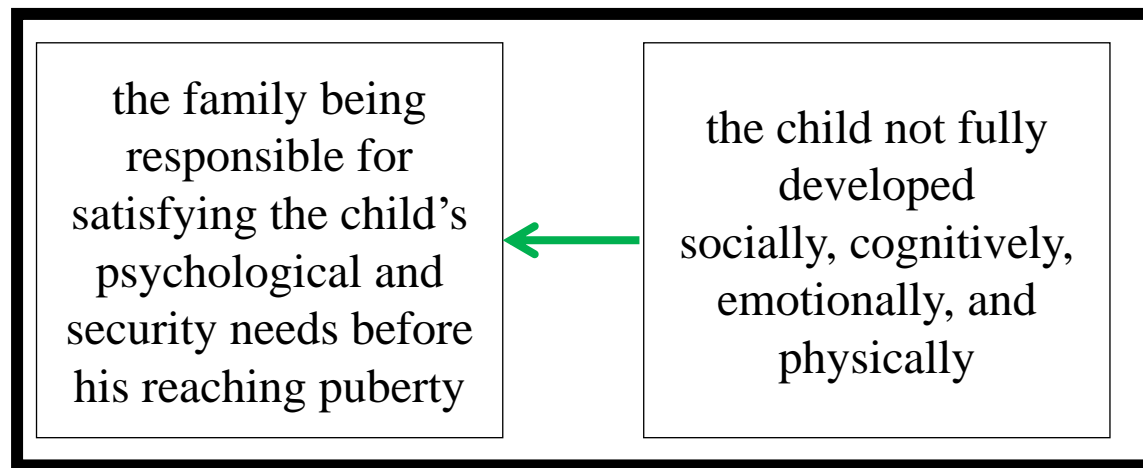 the family being
responsible for
satisfying the child’s
psychological and
security needs before
his reaching puberty
the child not fully
developed
socially, cognitively,
emotionally, and
physically